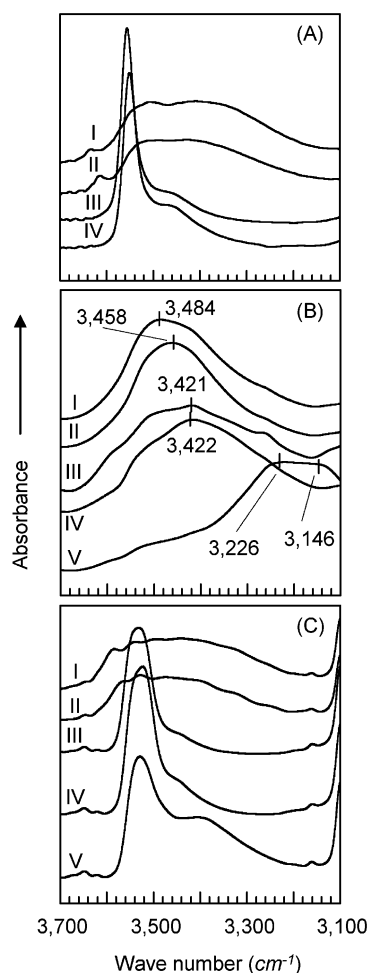 (A)
I
II
III
IV
(B)
3,484
3,458
I
3,421
II
3,422
III
IV
3,226
3,146
V
Absorbance
(C)
I
II
III
IV
V
3,700 3,500 3,300 3,100
Wave number (cm-1)